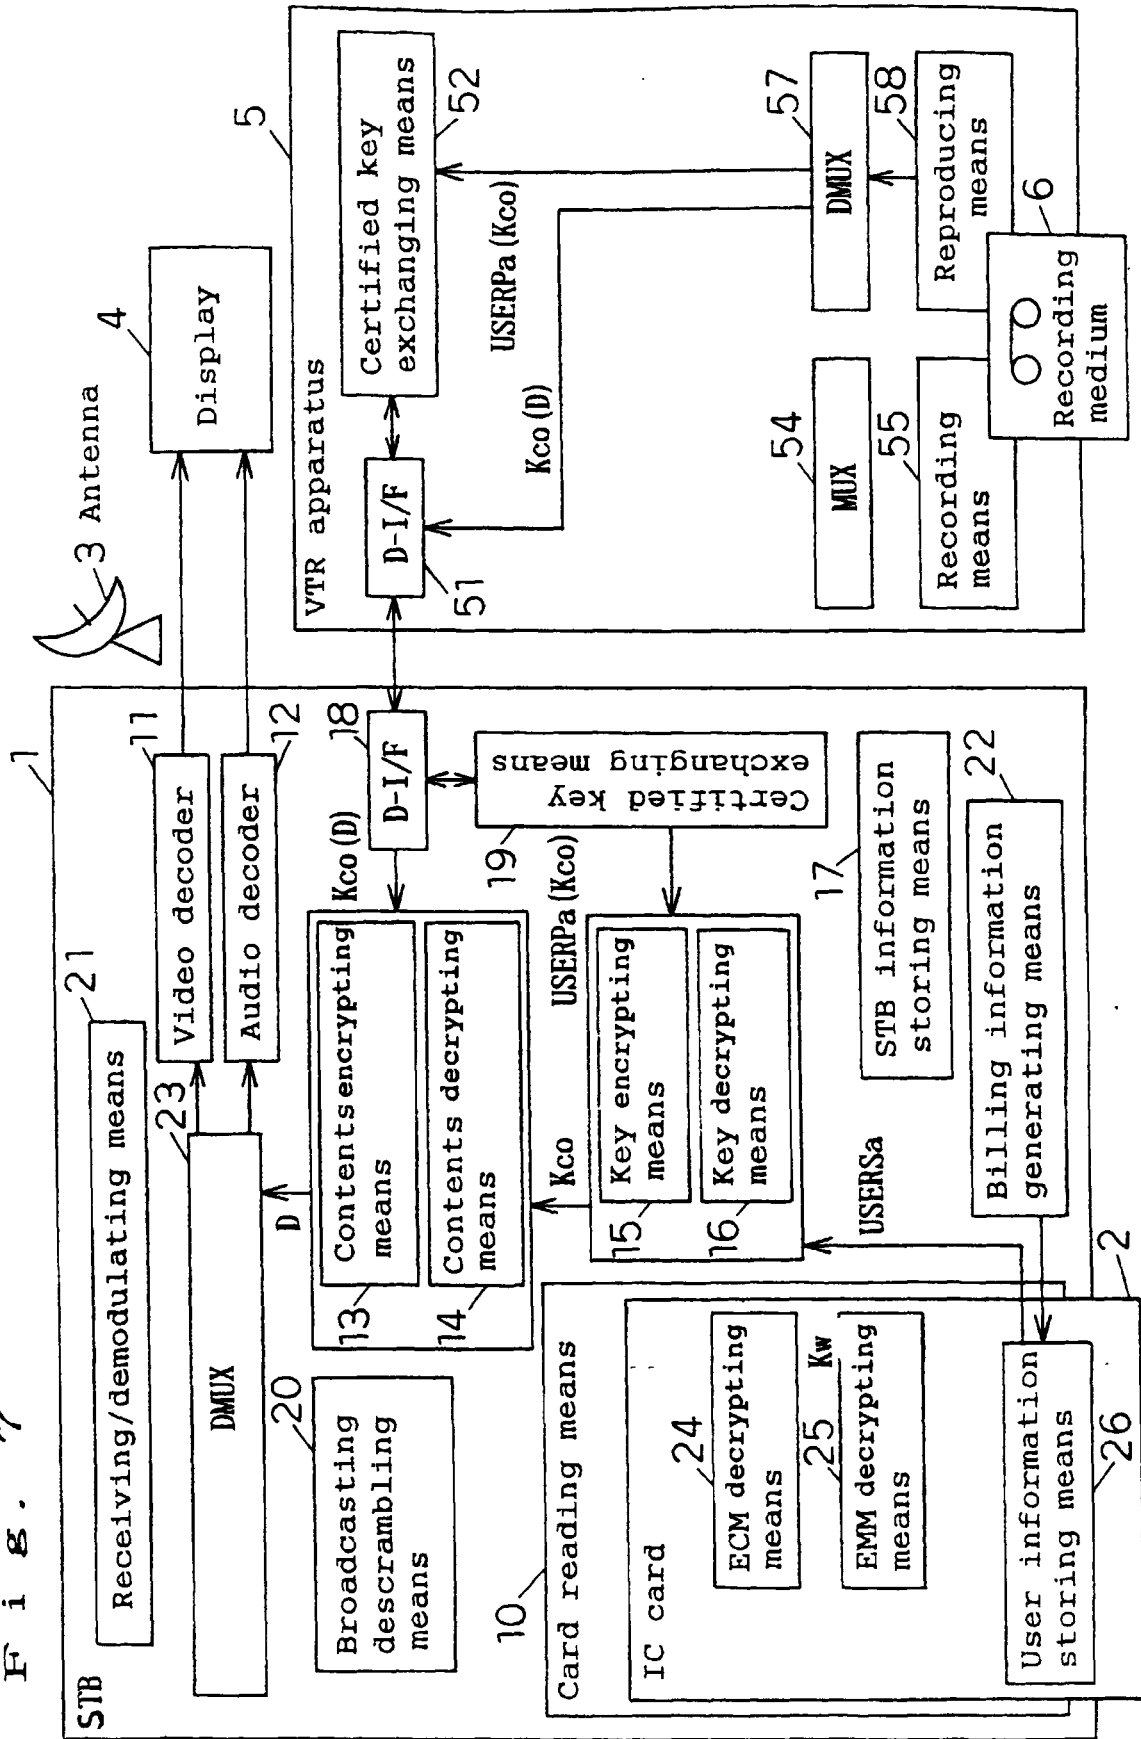 Fig. 7
STB
1
Receiving/demodulating means
21
DMUX
23
Video decoder
11
Audio decoder
12
3 Antenna
4
Display
Broadcasting
descrambling
means
20
D
Contents encrypting
means
13
Contents decrypting
means
14
Kco(D)
D-I/F
18
Certified key
exchanging means
19
Kco
USERPa(Kco)
Key encrypting
means
15
Key decrypting
means
16
USERSa
STB information
storing means
17
Billing information
generating means
22
10
Card reading means
IC card
2
ECM decrypting
means
24
Kw
EMM decrypting
means
25
User information
storing means
26
VTR apparatus
5
Certified key
exchanging means
52
D-I/F
51
USERPa(Kco)
Kco(D)
MUX
54
DMUX
57
Recording
means
55
Reproducing
means
58
Recording
medium
6